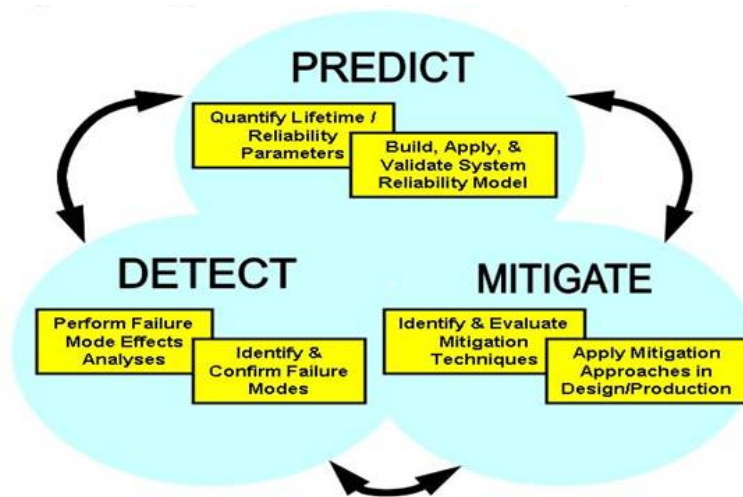 PREDICT
Quantify Lifetime /
Reliability
Parameters
Build, Apply, &
Validate System
Reliability Model
DETECT
Perform Failure
Mode Effects
Analyses
Identify &
Confirm Failure
Modes
MITIGATE
Identify & Evaluate
Mitigation
Techniques
Apply Mitigation
Approaches in
Design/Production